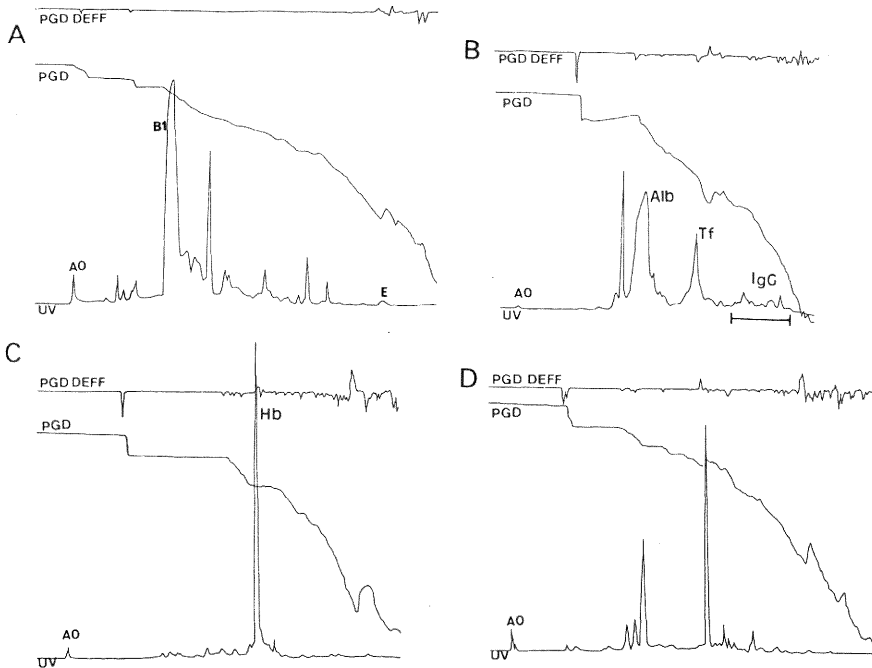 A
PGD DEFF
PGD
B1
AO
E
UV
B
PGD DEFF
PGD
Alb
Tf
IgG
AO
UV
C
PGD DEFF
PGD
Hb
AO
UV
D
PGD DEFF
PGD
AO
UV